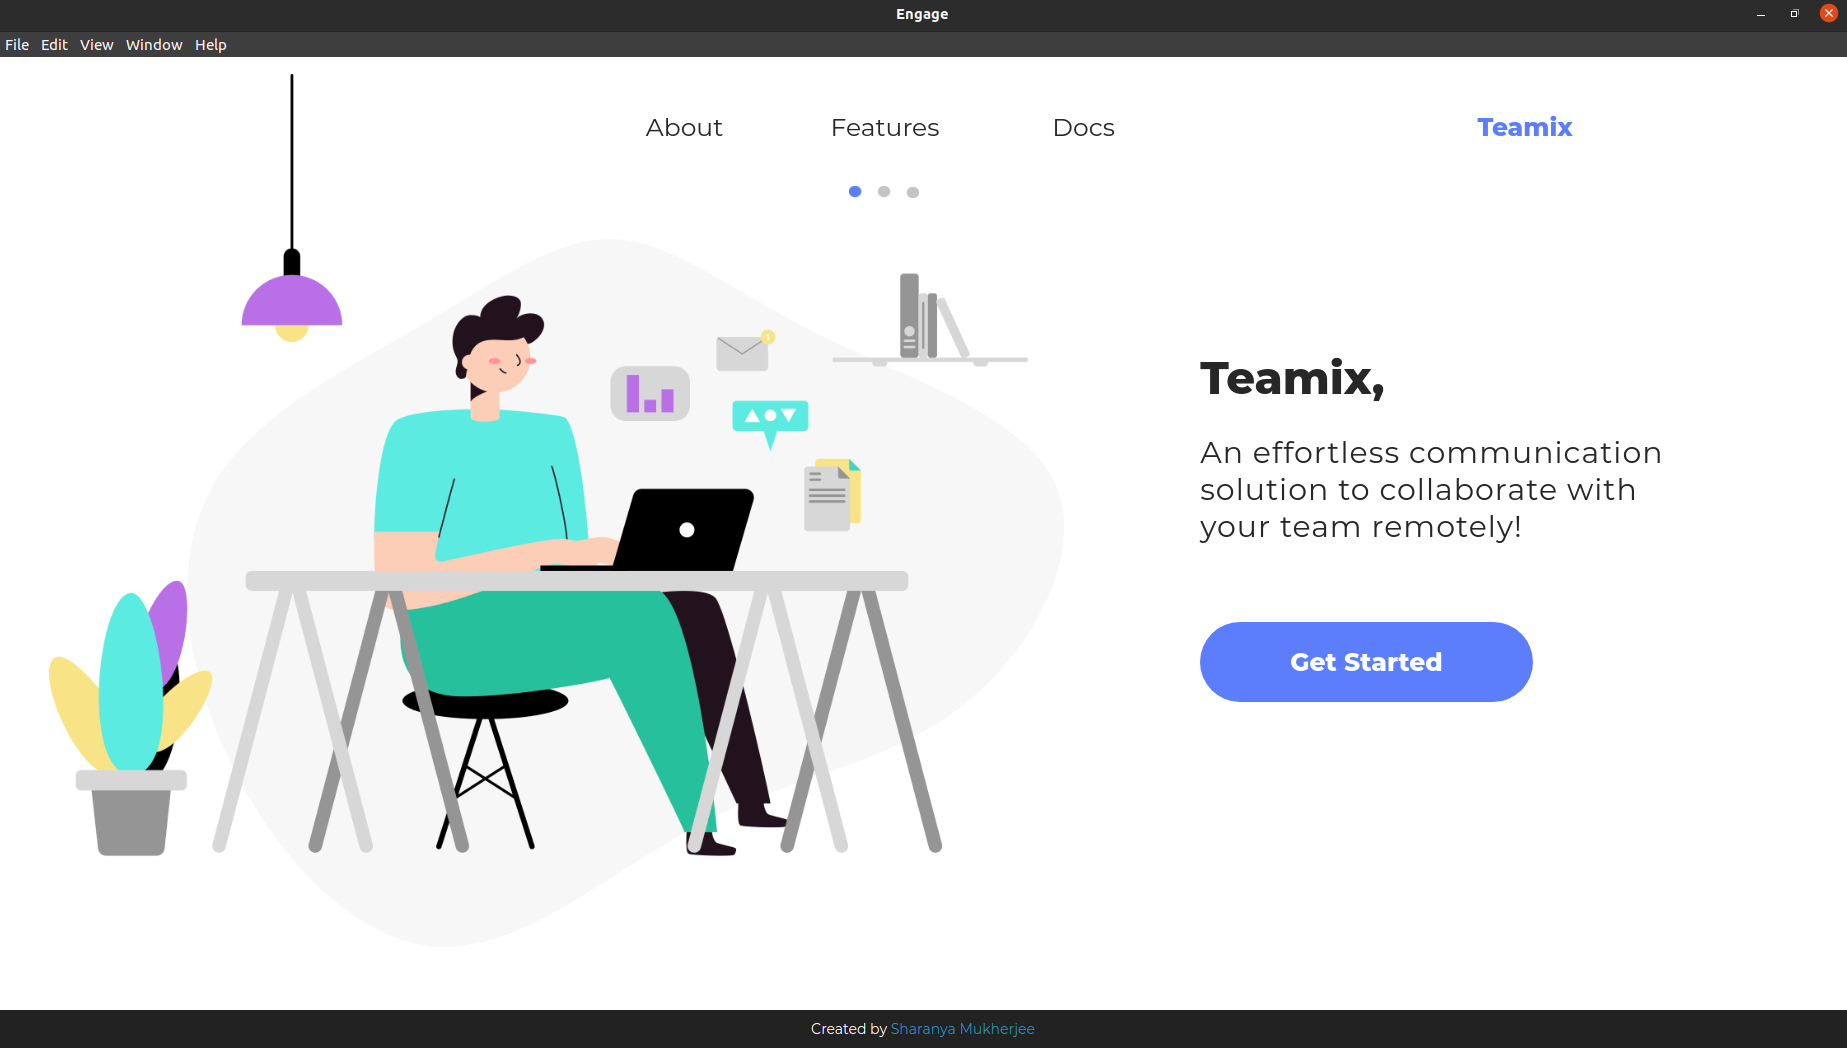 Engage
File Edit View Window Help
About Features Docs Teamix
1
Teamix,
An effortless communication
solution to collaborate with
your team remotely!
Get Started
Created by Sharanya Mukherjee